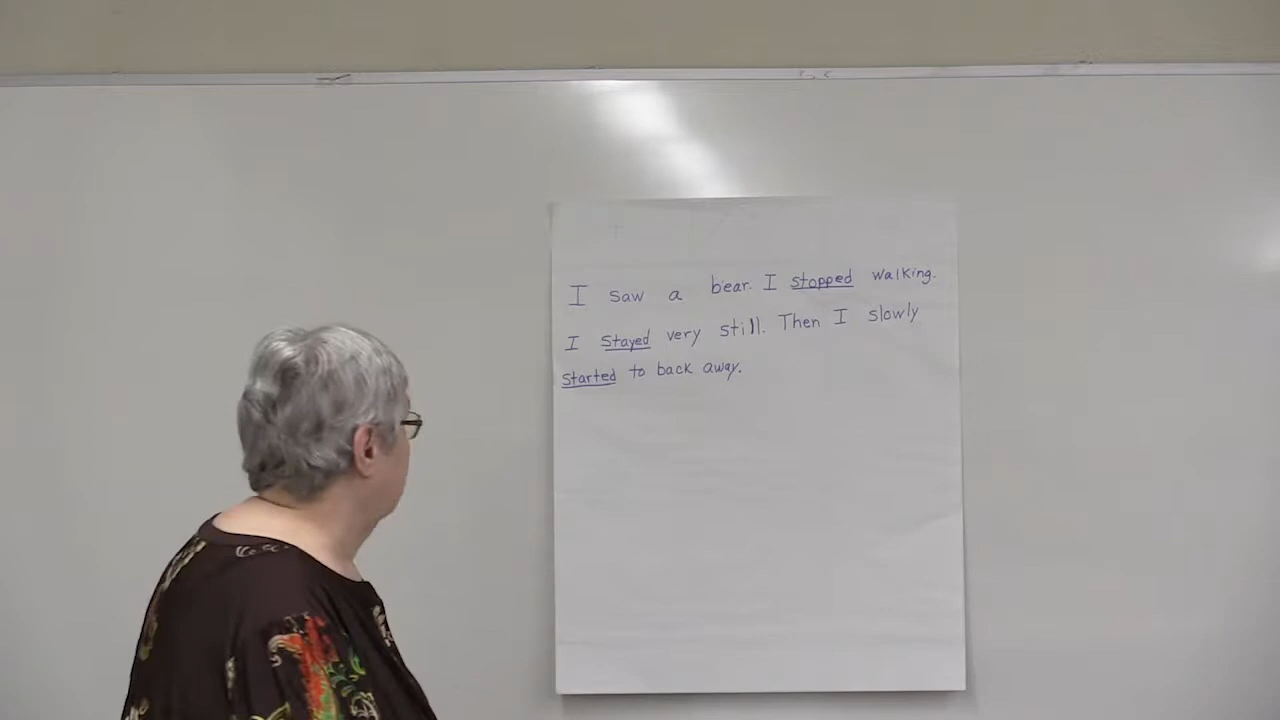 I saw a bear. I stopped walking.
I stayed very still. Then I slowly
started to back away.